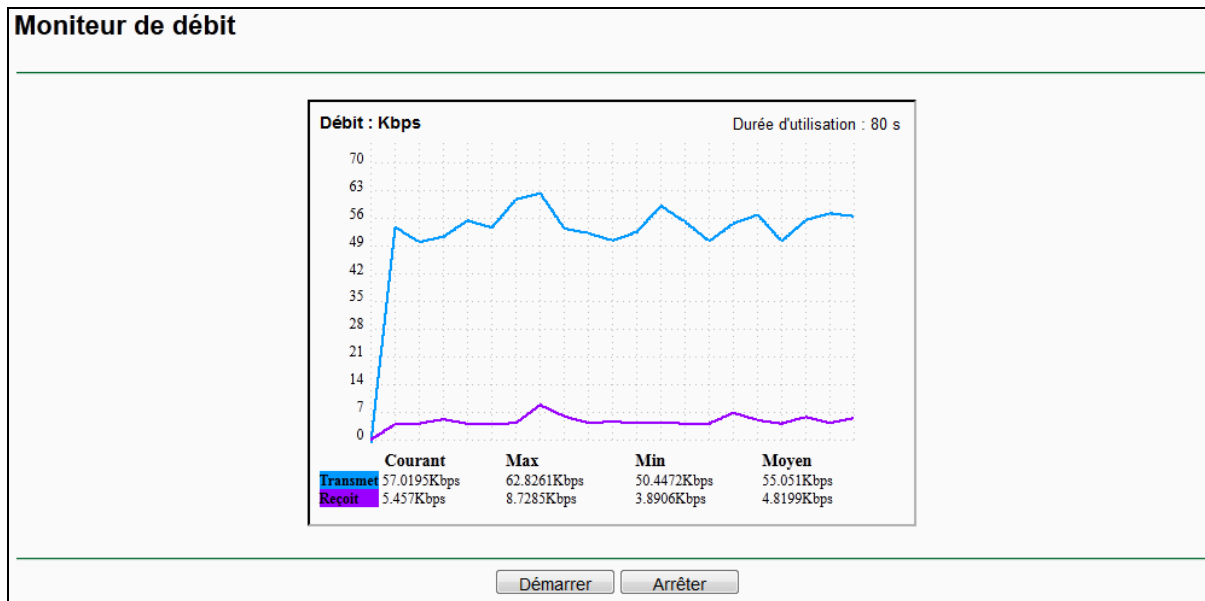 Moniteur de débit
Débit : Kbps
Durée d'utilisation : 80 s
70
63
56
49
42
35
28
21
14
7
0
Courant Max Min Moyen
Transmet 57.0195Kbps 62.8261Kbps 50.4472Kbps 55.051Kbps
Reçoit 5.457Kbps 8.7285Kbps 3.8906Kbps 4.8199Kbps
Démarrer Arrêter